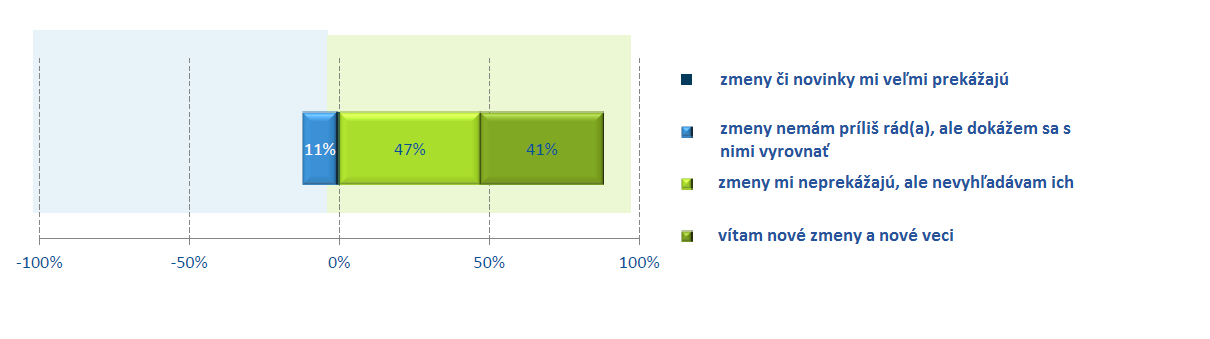 zmeny či novinky mi veľmi prekážajú
zmeny nemám príliš rád(a), ale dokážem sa s
nimi vyrovnať
11%
47%
41%
zmeny mi neprekážajú, ale nevyhľadávam ich
vítam nové zmeny a nové veci
-100%
-50%
0%
50%
100%